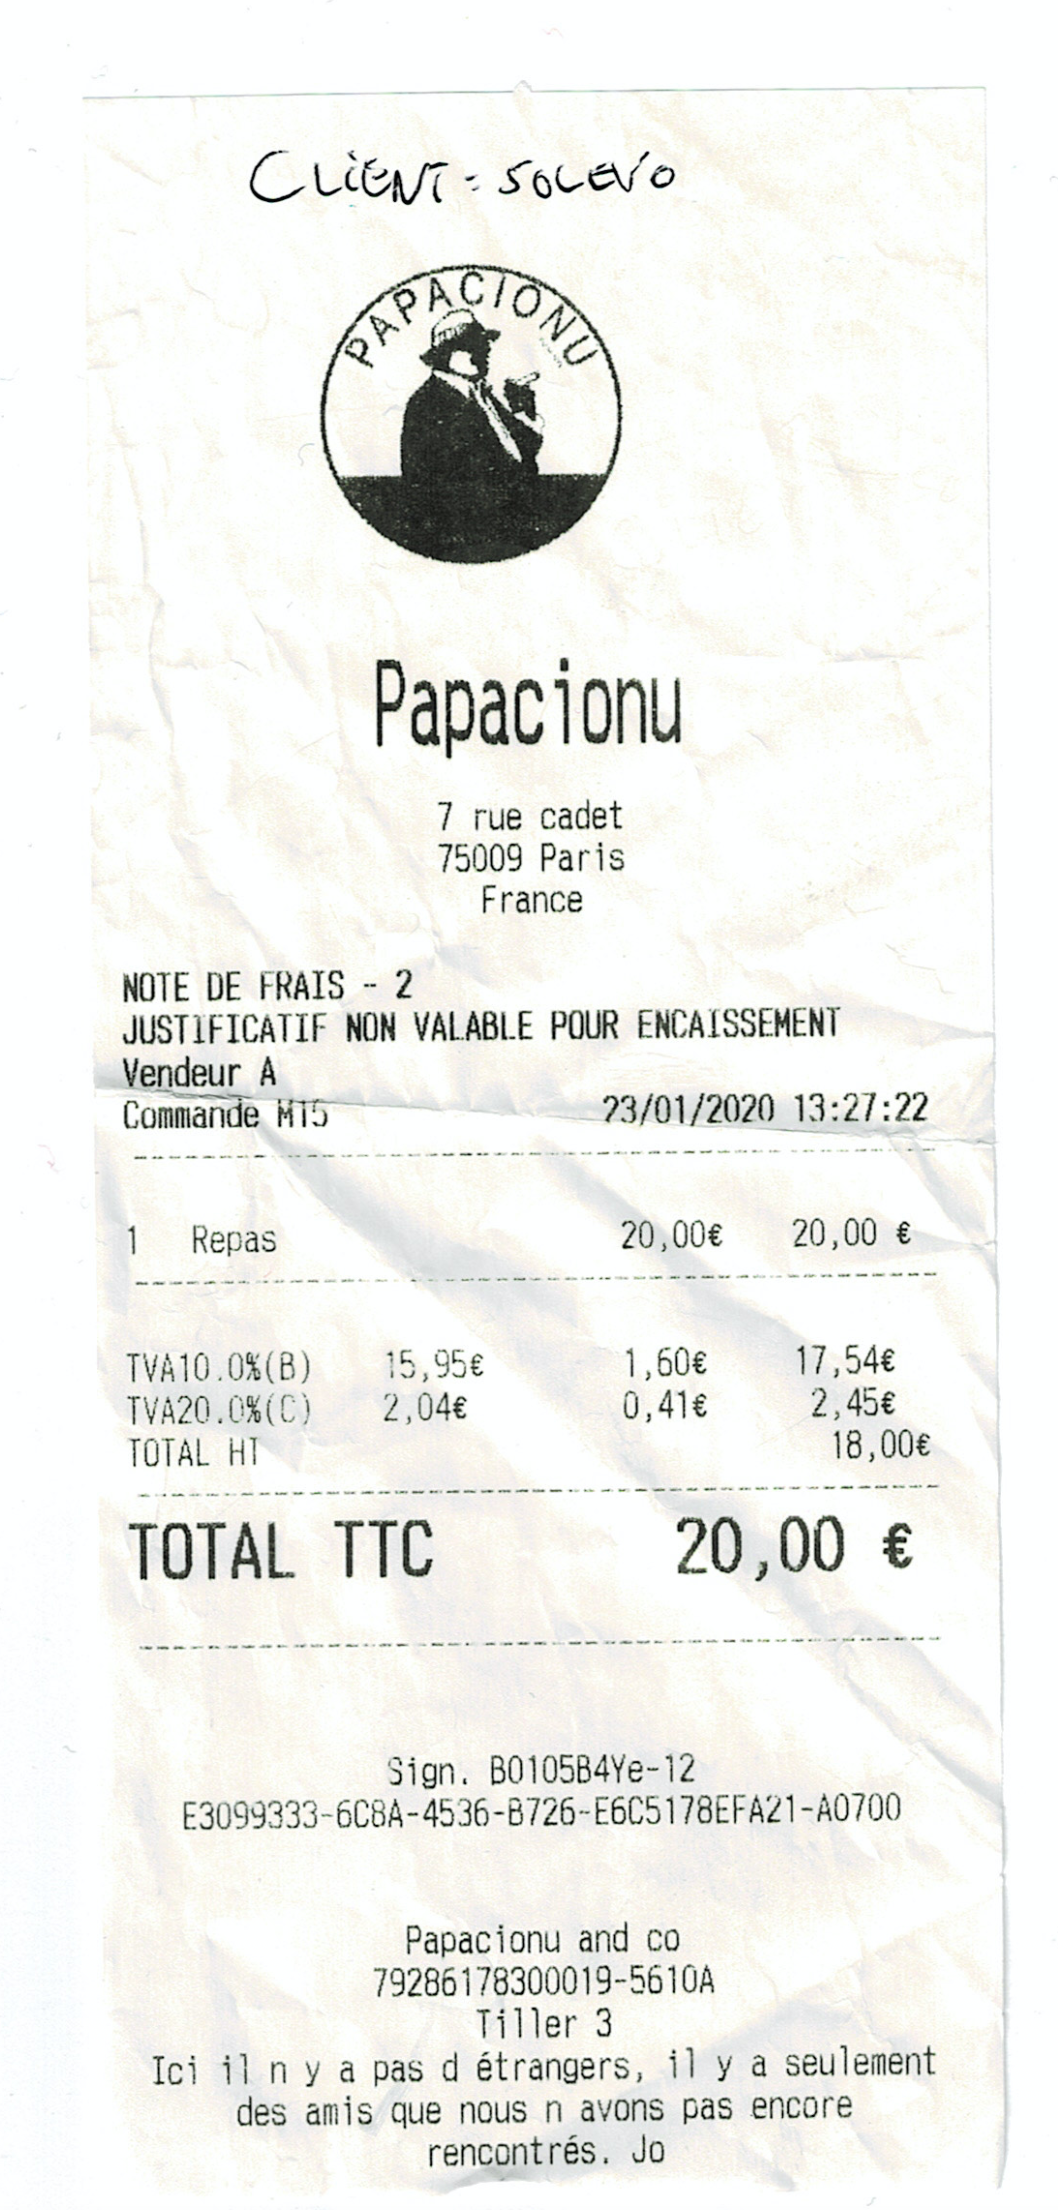 CLIENT = SOLEVO
PAPACIONU
Papacionu
7 rue cadet
75009 Paris
France
NOTE DE FRAIS - 2
JUSTIFICATIF NON VALABLE POUR ENCAISSEMENT
Vendeur A
Commande M15 23/01/2020 13:27:22
1 Repas 20,00€ 20,00 €
TVA10.0%(B) 15,95€ 1,60€ 17,54€
TVA20.0%(C) 2,04€ 0,41€ 2,45€
TOTAL HT 18,00€
TOTAL TTC 20,00 €
Sign. B0105B4Ye-12
E3099333-6C8A-4536-B726-E6C5178EFA21-A0700
Papacionu and co
79286178300019-5610A
Tiller 3
Ici il n y a pas d étrangers, il y a seulement
des amis que nous n avons pas encore
rencontrés. Jo